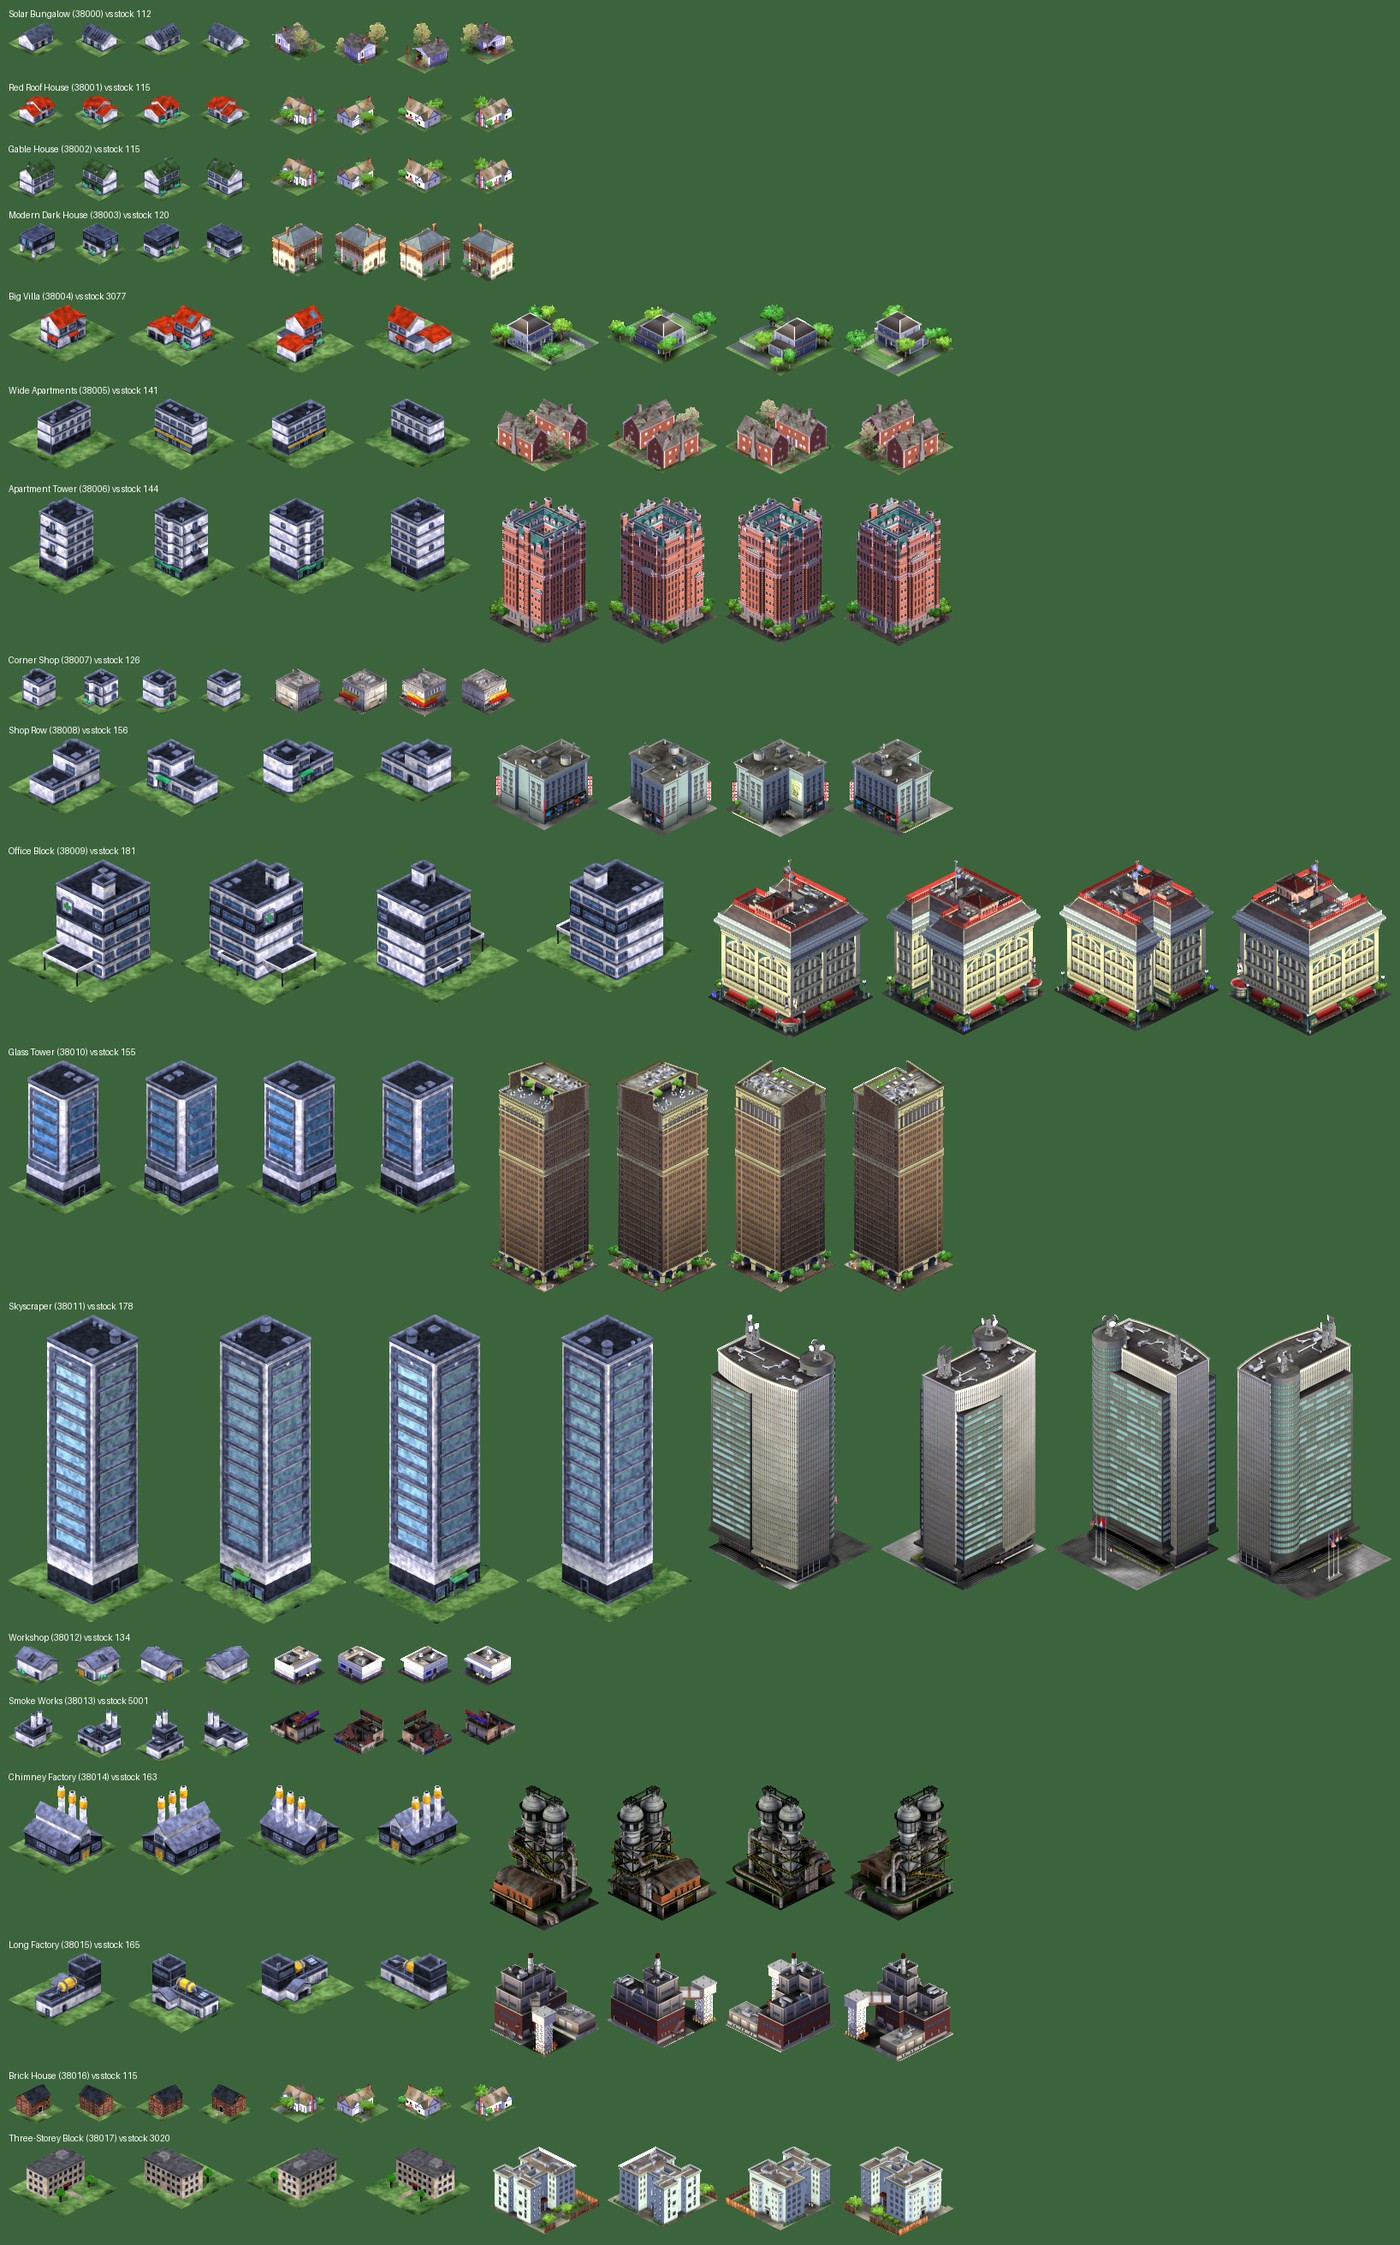 Solar Bungalow (38000) vs stock 112
Red Roof House (38001) vs stock 115
Gable House (38002) vs stock 115
Modern Dark House (38003) vs stock 120
Big Villa (38004) vs stock 3077
Wide Apartments (38005) vs stock 141
Apartment Tower (38006) vs stock 144
Corner Shop (38007) vs stock 126
Shop Row (38008) vs stock 156
Office Block (38009) vs stock 181
Glass Tower (38010) vs stock 155
Skyscraper (38011) vs stock 178
Workshop (38012) vs stock 134
Smoke Works (38013) vs stock 5001
Chimney Factory (38014) vs stock 163
Long Factory (38015) vs stock 165
Brick House (38016) vs stock 115
Three-Storey Block (38017) vs stock 3020